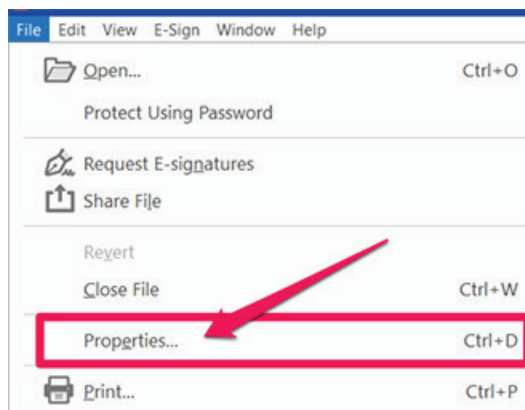 File Edit View E-Sign Window Help
Open... Ctrl+O
Protect Using Password
Request E-signatures
Share File
Revert
Close File Ctrl+W
Properties... Ctrl+D
Print... Ctrl+P